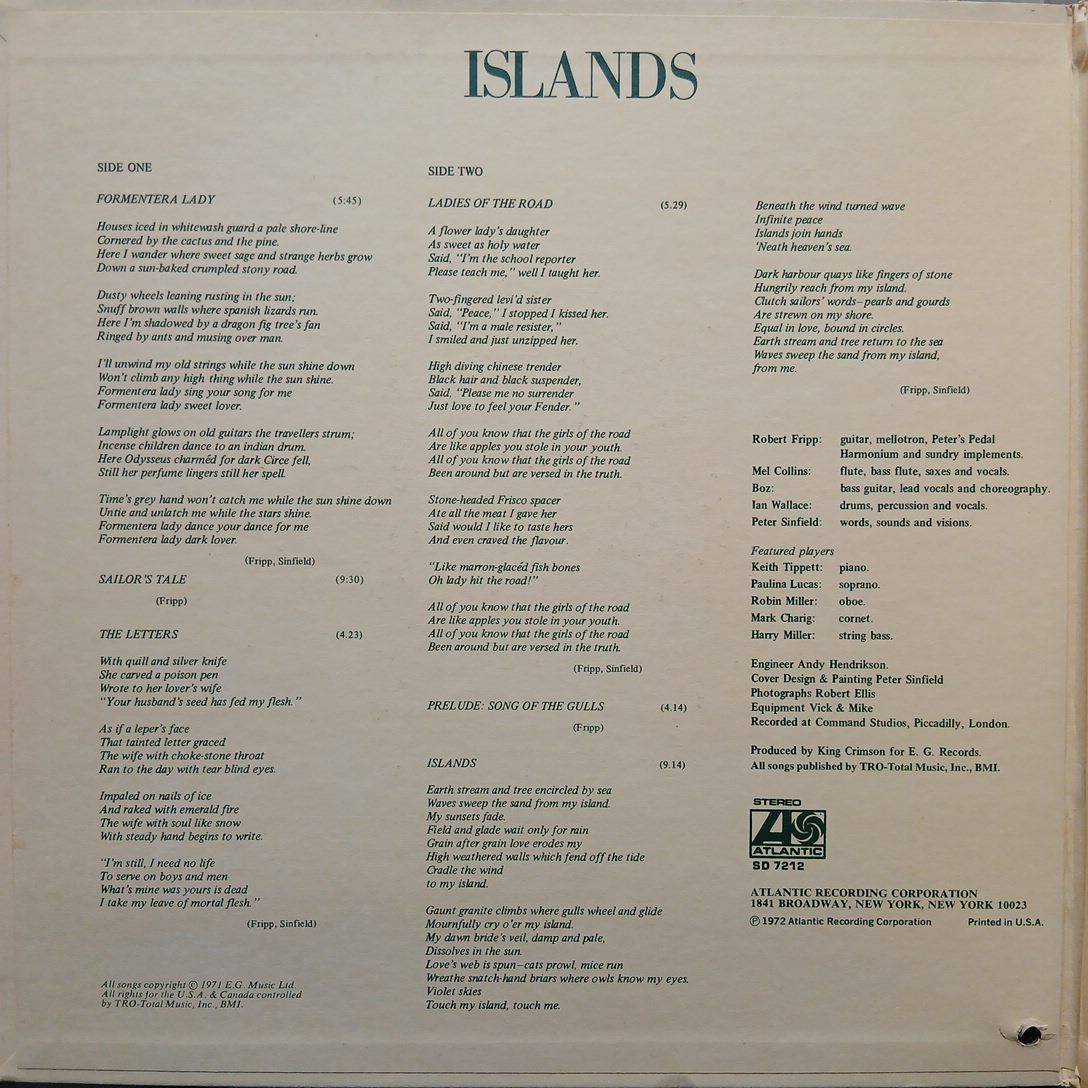 ISLANDS
SIDE ONE
FORMENTERA LADY (5:45)
Houses iced in whitewash guard a pale shore-line
Cornered by the cactus and the pine.
Here I wander where sweet sage and strange herbs grow
Down a sun-baked crumpled stony road.
Dusty wheels leaning rusting in the sun;
Snuff brown walls where spanish lizards run.
Here I'm shadowed by a dragon fig tree's fan
Ringed by ants and musing over man.
I'll unwind my old strings while the sun shine down
Won't climb any high thing while the sun shine.
Formentera lady sing your song for me
Formentera lady sweet lover.
Lamplight glows on old guitars the travellers strum;
Incense children dance to an indian drum.
Here Odysseus charméd for dark Circe fell,
Still her perfume lingers still her spell.
Time's grey hand won't catch me while the sun shine down
Untie and unlatch me while the stars shine.
Formentera lady dance your dance for me
Formentera lady dark lover.
(Fripp, Sinfield)
SAILOR'S TALE (9:30)
(Fripp)
THE LETTERS (4.23)
With quill and silver knife
She carved a poison pen
Wrote to her lover's wife
"Your husband's seed has fed my flesh."
As if a leper's face
That tainted letter graced
The wife with choke-stone throat
Ran to the day with tear blind eyes.
Impaled on nails of ice
And raked with emerald fire
The wife with soul like snow
With steady hand begins to write.
"I'm still, I need no life
To serve on boys and men
What's mine was yours is dead
I take my leave of mortal flesh."
(Fripp, Sinfield)
All songs copyright © 1971 E.G. Music Ltd.
All rights for the U.S.A. & Canada controlled
by TRO-Total Music, Inc., BMI.
SIDE TWO
LADIES OF THE ROAD (5.29)
A flower lady's daughter
As sweet as holy water
Said, "I'm the school reporter
Please teach me," well I taught her.
Two-fingered levi'd sister
Said, "Peace," I stopped I kissed her.
Said, "I'm a male resister,"
I smiled and just unzipped her.
High diving chinese trender
Black hair and black suspender,
Said, "Please me no surrender
Just love to feel your Fender."
All of you know that the girls of the road
Are like apples you stole in your youth.
All of you know that the girls of the road
Been around but are versed in the truth.
Stone-headed Frisco spacer
Ate all the meat I gave her
Said would I like to taste hers
And even craved the flavour.
"Like marron-glacéd fish bones
Oh lady hit the road!"
All of you know that the girls of the road
Are like apples you stole in your youth.
All of you know that the girls of the road
Been around but are versed in the truth.
(Fripp, Sinfield)
PRELUDE: SONG OF THE GULLS (4.14)
(Fripp)
ISLANDS (9.14)
Earth stream and tree encircled by sea
Waves sweep the sand from my island.
My sunsets fade.
Field and glade wait only for rain
Grain after grain love erodes my
High weathered walls which fend off the tide
Cradle the wind
to my island.
Gaunt granite climbs where gulls wheel and glide
Mournfully cry o'er my island.
My dawn bride's veil, damp and pale,
Dissolves in the sun.
Love's web is spun—cats prowl, mice run
Wreathe snatch-hand briars where owls know my eyes.
Violet skies
Touch my island, touch me.
Beneath the wind turned wave
Infinite peace
Islands join hands
'Neath heaven's sea.
Dark harbour quays like fingers of stone
Hungrily reach from my island.
Clutch sailors' words—pearls and gourds
Are strewn on my shore.
Equal in love, bound in circles.
Earth stream and tree return to the sea
Waves sweep the sand from my island,
from me.
(Fripp, Sinfield)
Robert Fripp: guitar, mellotron, Peter's Pedal
Harmonium and sundry implements.
Mel Collins: flute, bass flute, saxes and vocals.
Boz: bass guitar, lead vocals and choreography.
Ian Wallace: drums, percussion and vocals.
Peter Sinfield: words, sounds and visions.
Featured players
Keith Tippett: piano.
Paulina Lucas: soprano.
Robin Miller: oboe.
Mark Charig: cornet.
Harry Miller: string bass.
Engineer Andy Hendrikson.
Cover Design & Painting Peter Sinfield
Photographs Robert Ellis
Equipment Vick & Mike
Recorded at Command Studios, Piccadilly, London.
Produced by King Crimson for E. G. Records.
All songs published by TRO-Total Music, Inc., BMI.
STEREO
A
ATLANTIC
SD 7212
ATLANTIC RECORDING CORPORATION
1841 BROADWAY, NEW YORK, NEW YORK 10023
℗ 1972 Atlantic Recording Corporation Printed in U.S.A.